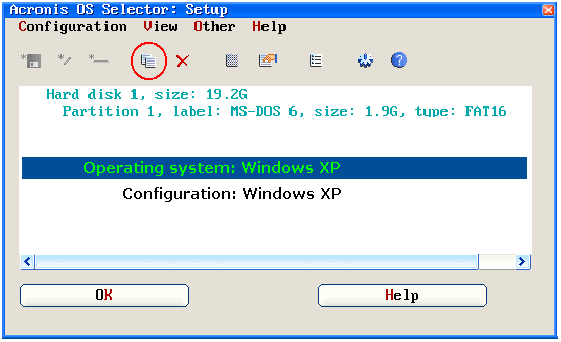 Acronis OS Selector: Setup
Configuration View Other Help
Hard disk 1, size: 19.2G
Partition 1, label: MS-DOS 6, size: 1.9G, type: FAT16
Operating system: Windows XP
Configuration: Windows XP
OK Help